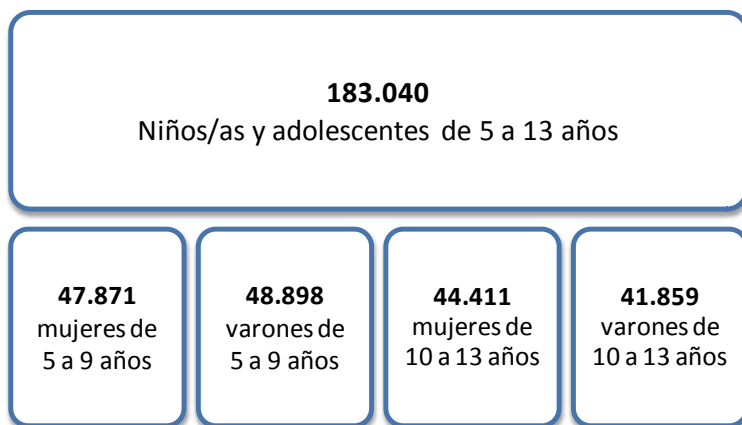 183.040
Niños/as y adolescentes de 5 a 13 años
47.871
mujeres de
5 a 9 años
48.898
varones de
5 a 9 años
44.411
mujeres de
10 a 13 años
41.859
varones de
10 a 13 años